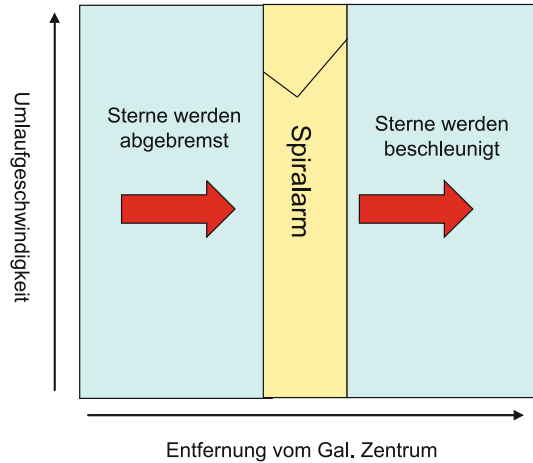 Umlaufgeschwindigkeit
Sterne werden
abgebremst
Spiralarm
Sterne werden
beschleunigt
Entfernung vom Gal. Zentrum